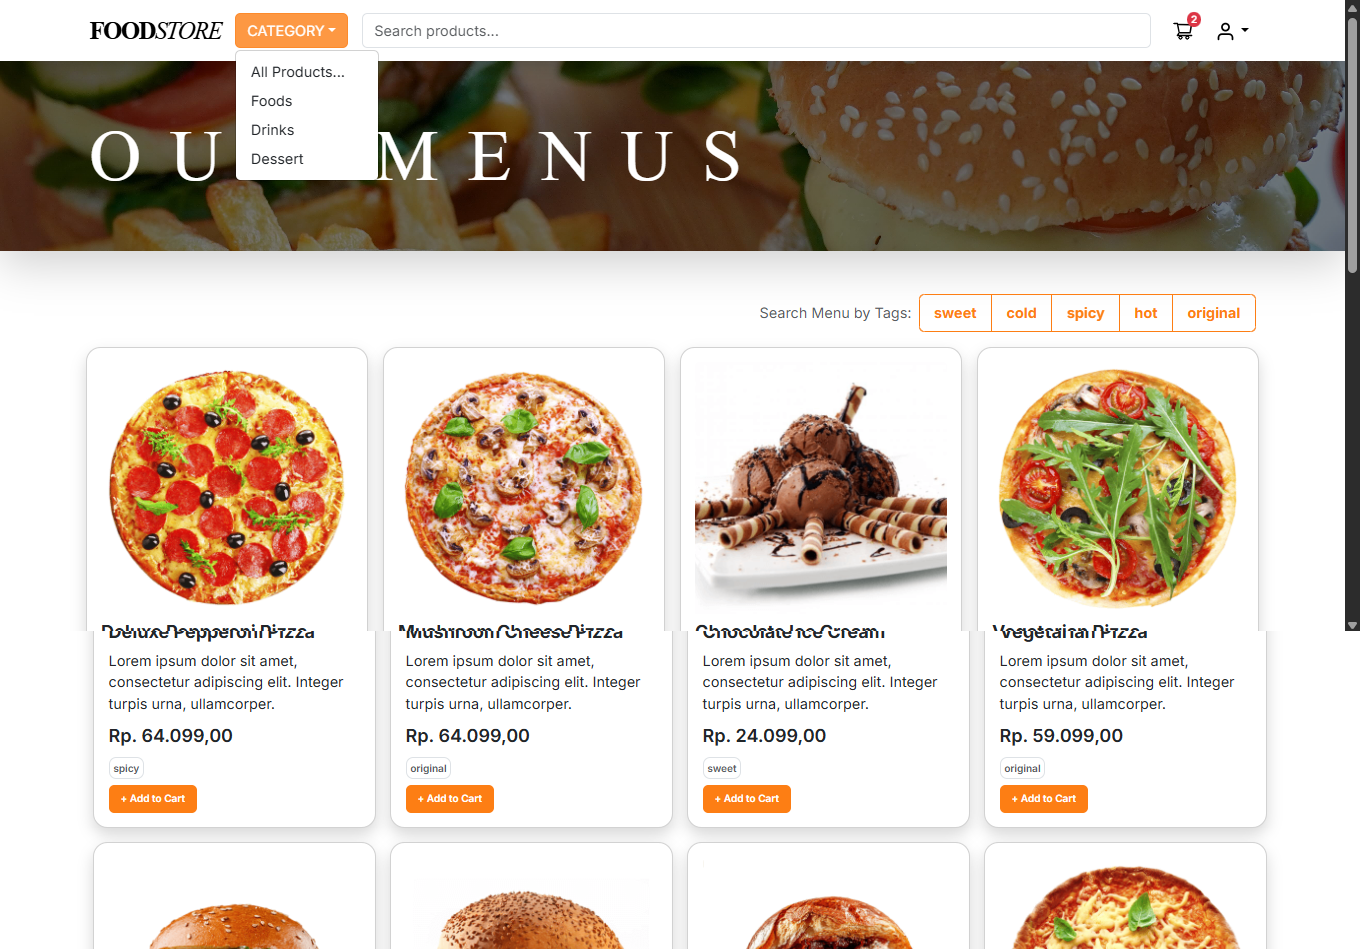 FOODSTORE
CATEGORY
Search products...
2
All Products...
Foods
Drinks
Dessert
OU MENUS
Search Menu by Tags:
sweet
cold
spicy
hot
original
Deluxe Pepperoni Pizza
Lorem ipsum dolor sit amet,
consectetur adipiscing elit. Integer
turpis urna, ullamcorper.
Rp. 64.099,00
spicy
+ Add to Cart
Mushroom Cheese Pizza
Lorem ipsum dolor sit amet,
consectetur adipiscing elit. Integer
turpis urna, ullamcorper.
Rp. 64.099,00
original
+ Add to Cart
Chocolate Ice Cream
Lorem ipsum dolor sit amet,
consectetur adipiscing elit. Integer
turpis urna, ullamcorper.
Rp. 24.099,00
sweet
+ Add to Cart
Pizza
Lorem ipsum dolor sit amet,
consectetur adipiscing elit. Integer
turpis urna, ullamcorper.
Rp. 59.099,00
original
+ Add to Cart